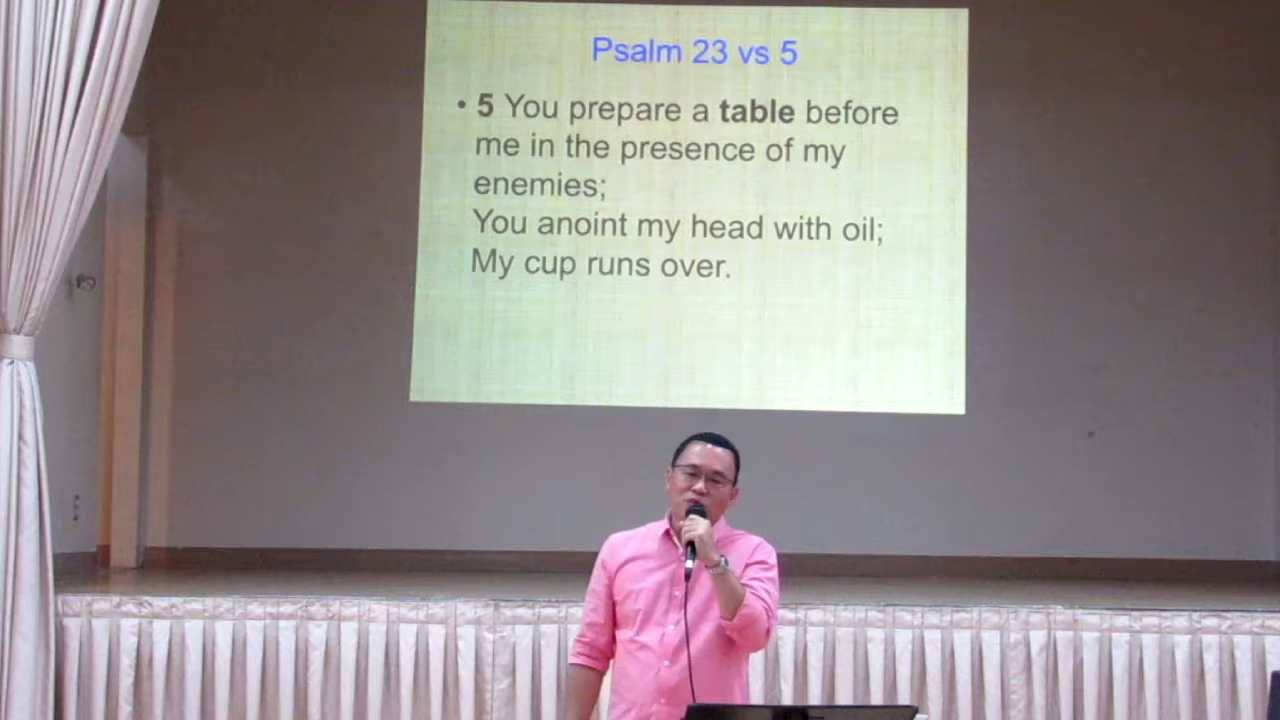 Psalm 23 vs 5
• 5 You prepare a table before
me in the presence of my
enemies;
You anoint my head with oil;
My cup runs over.